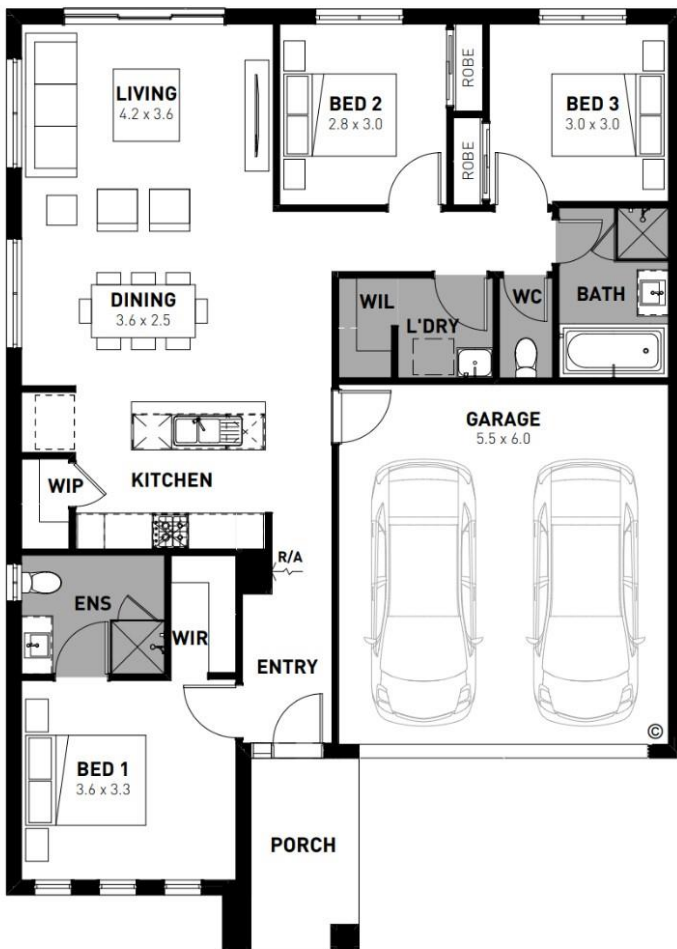 LIVING
4.2 x 3.6
BED 2
2.8 x 3.0
ROBE
ROBE
BED 3
3.0 x 3.0
DINING
3.6 x 2.5
WIL
L'DRY
WC
BATH
GARAGE
5.5 x 6.0
WIP
KITCHEN
R/A
ENS
WIR
ENTRY
©
BED 1
3.6 x 3.3
PORCH